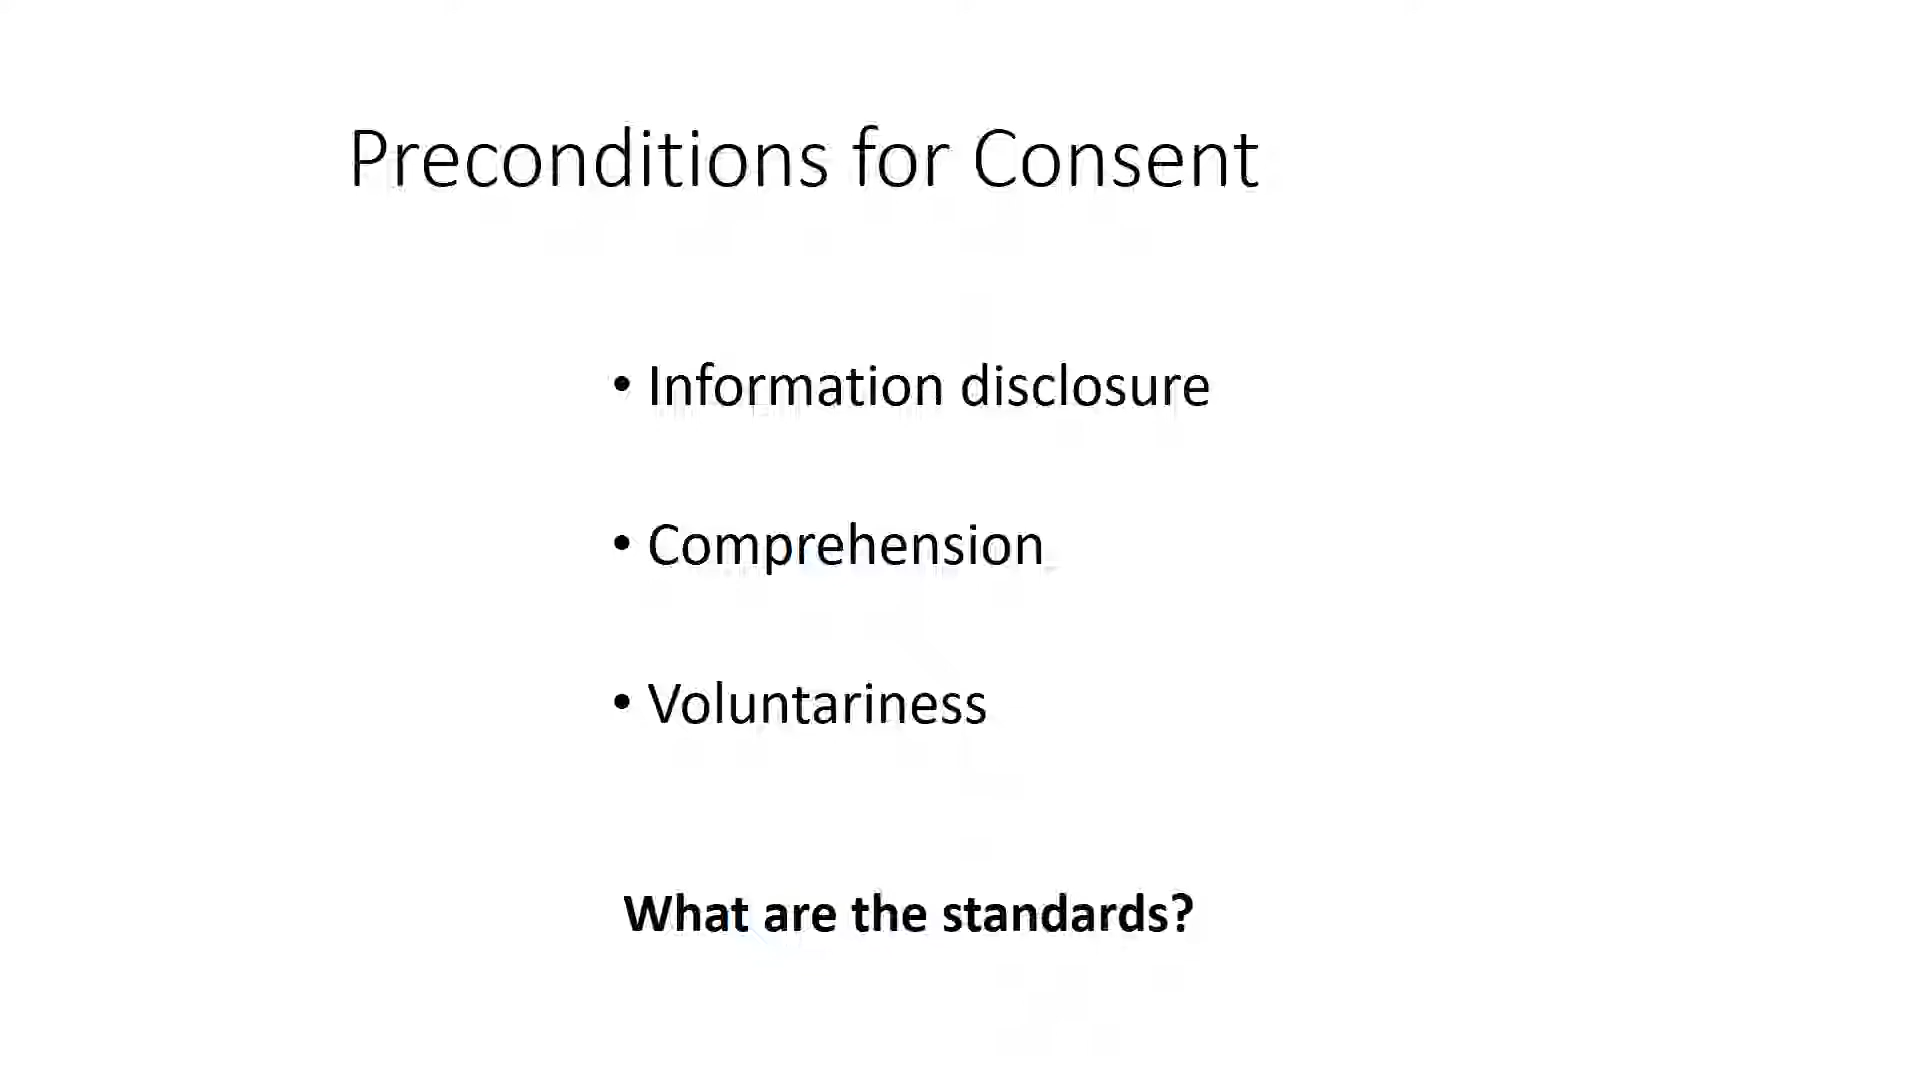 Preconditions for Consent
• Information disclosure
• Comprehension
• Voluntariness
What are the standards?